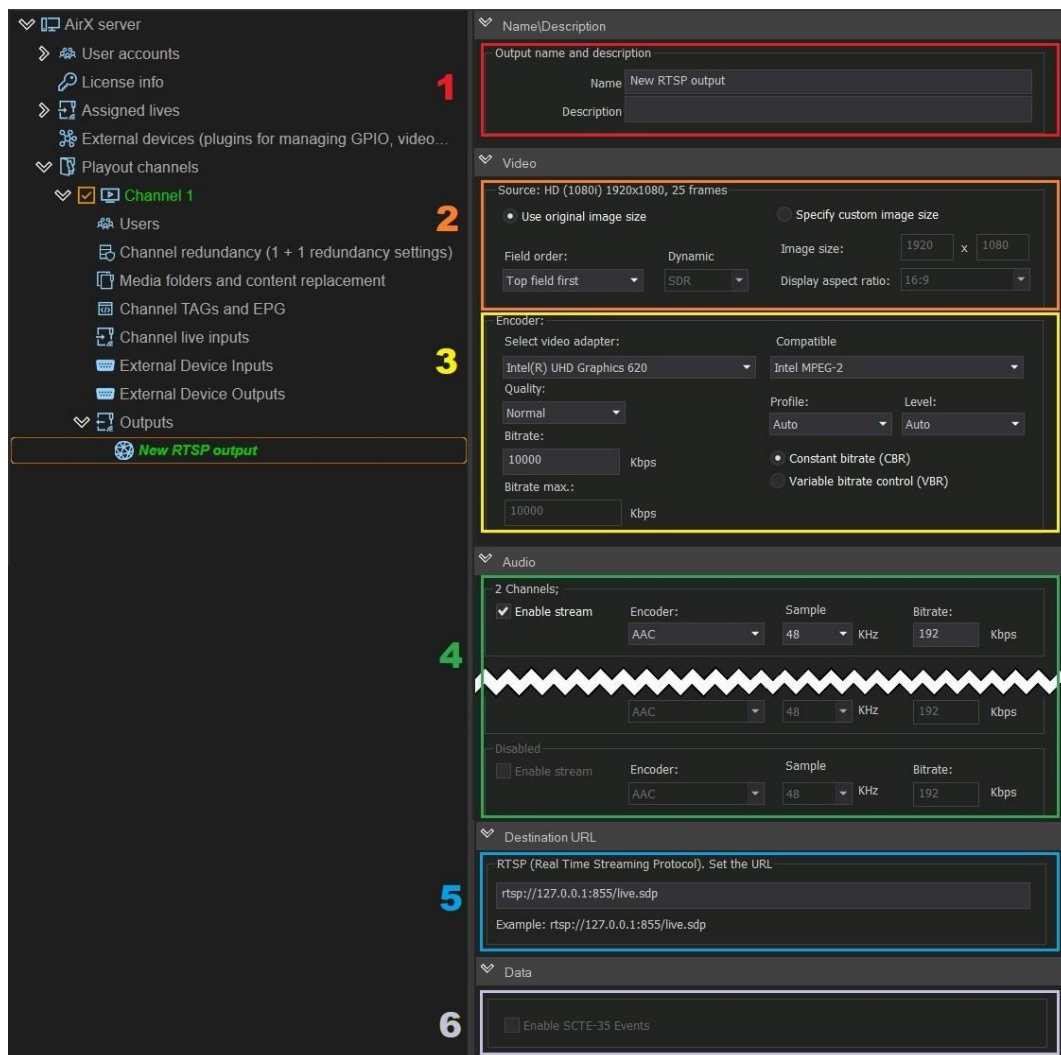 AirX server
User accounts
License info
Assigned lives
External devices (plugins for managing GPIO, video...
Playout channels
Channel 1
Users
Channel redundancy (1 + 1 redundancy settings)
Media folders and content replacement
Channel TAGs and EPG
Channel live inputs
External Device Inputs
External Device Outputs
Outputs
New RTSP output
1
Name\Description
Output name and description
Name New RTSP output
Description
Video
2
Source: HD (1080i) 1920x1080, 25 frames
Use original image size Specify custom image size
Field order: Dynamic Image size: 1920 x 1080
Top field first SDR Display aspect ratio: 16:9
3
Encoder:
Select video adapter: Compatible
Intel(R) UHD Graphics 620 Intel MPEG-2
Quality: Profile: Level:
Normal Auto Auto
Bitrate:
10000 Kbps Constant bitrate (CBR)
Bitrate max.: Variable bitrate control (VBR)
10000 Kbps
Audio
4
2 Channels;
Enable stream Encoder: Sample Bitrate:
AAC 48 KHz 192 Kbps
AAC 48 KHz 192 Kbps
Disabled
Enable stream Encoder: Sample Bitrate:
AAC 48 KHz 192 Kbps
Destination URL
5
RTSP (Real Time Streaming Protocol). Set the URL
rtsp://127.0.0.1:855/live.sdp
Example: rtsp://127.0.0.1:855/live.sdp
Data
6
Enable SCTE-35 Events